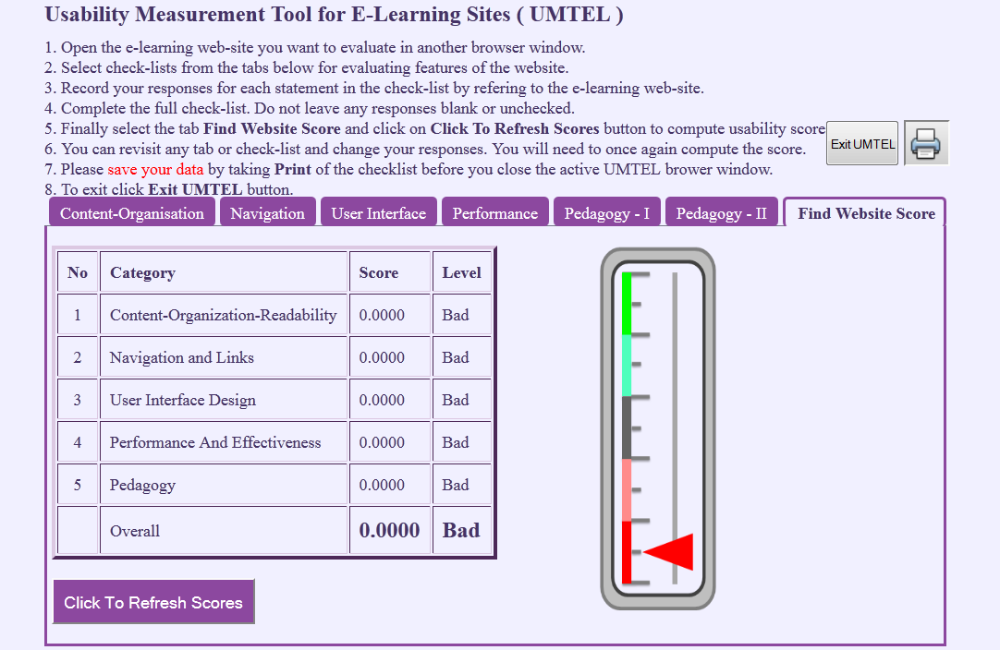 Usability Measurement Tool for E-Learning Sites ( UMTEL )
1. Open the e-learning web-site you want to evaluate in another browser window.
2. Select check-lists from the tabs below for evaluating features of the website.
3. Record your responses for each statement in the check-list by refering to the e-learning web-site.
4. Complete the full check-list. Do not leave any responses blank or unchecked.
5. Finally select the tab Find Website Score and click on Click To Refresh Scores button to compute usability score
6. You can revisit any tab or check-list and change your responses. You will need to once again compute the score.
7. Please save your data by taking Print of the checklist before you close the active UMTEL brower window.
8. To exit click Exit UMTEL button.
Exit UMTEL
Content-Organisation Navigation User Interface Performance Pedagogy - I Pedagogy - II Find Website Score
No Category Score Level
1 Content-Organization-Readability 0.0000 Bad
2 Navigation and Links 0.0000 Bad
3 User Interface Design 0.0000 Bad
4 Performance And Effectiveness 0.0000 Bad
5 Pedagogy 0.0000 Bad
Overall 0.0000 Bad
Click To Refresh Scores